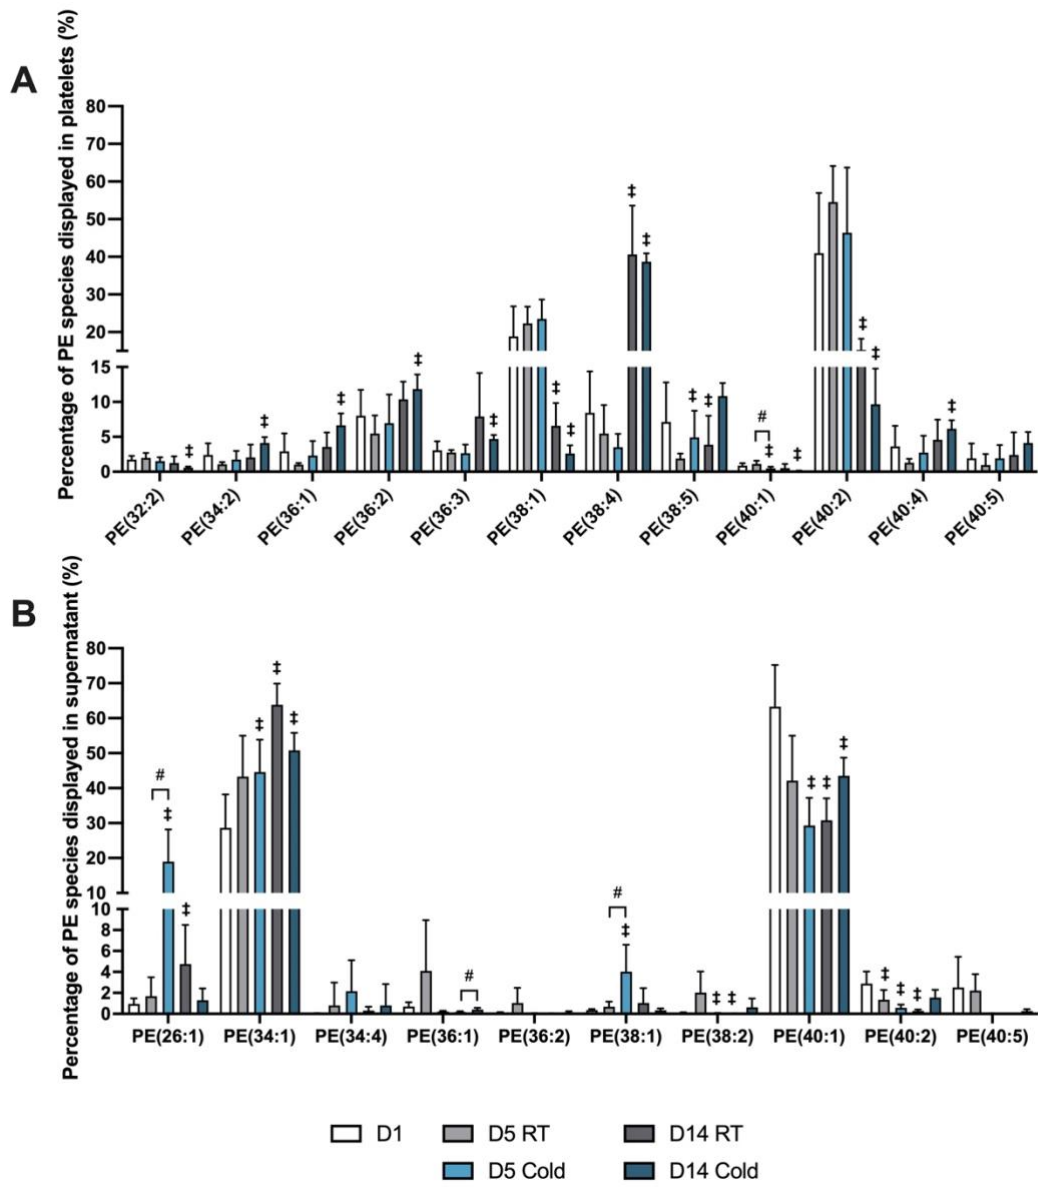 A
Percentage of PE species displayed in platelets (%)
80
70
60
50
40
30
20
15
10
5
0
‡
‡
‡
‡
‡
‡
‡
‡
‡
‡
#
‡
‡
‡
‡
‡
PE(32:2)
PE(34:2)
PE(36:1)
PE(36:2)
PE(36:3)
PE(38:1)
PE(38:4)
PE(38:5)
PE(40:1)
PE(40:2)
PE(40:4)
PE(40:5)
B
Percentage of PE species displayed in supernatant (%)
80
70
60
50
40
30
20
10
10
8
6
4
2
0
#
‡
‡
‡
‡
‡
#
#
‡
‡ ‡
‡ ‡
‡
‡
‡
‡
PE(26:1)
PE(34:1)
PE(34:4)
PE(36:1)
PE(36:2)
PE(38:1)
PE(38:2)
PE(40:1)
PE(40:2)
PE(40:5)
D1
D5 RT
D14 RT
D5 Cold
D14 Cold